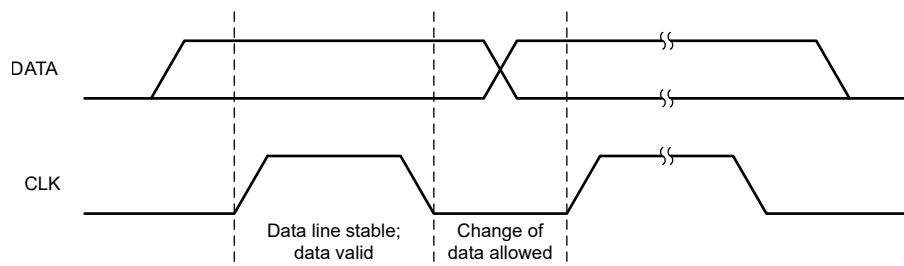 DATA
CLK
Data line stable;
data valid
Change of
data allowed